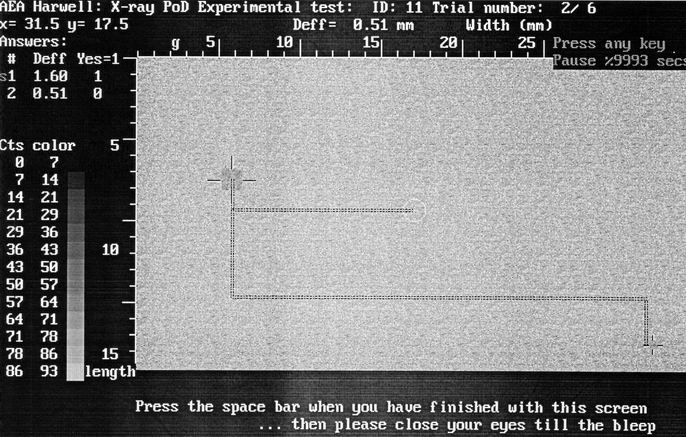 AEA Harwell: X-ray PoD Experimental test: ID: 11 Trial number: 2/ 6
x= 31.5 y= 17.5 Deff= 0.51 mm Width (mm)
Answers: g 5 10 15 20 25 Press any key
# Deff Yes=1 1 Pause %9993 secs
s1 1.60 1
2 0.51 0
Cts color 5
0 7
7 14
14 21
21 29
29 36
36 43 10
43 50
50 57
57 64
64 71
71 78
78 86 15
86 93 length
Press the space bar when you have finished with this screen
... then please close your eyes till the bleep